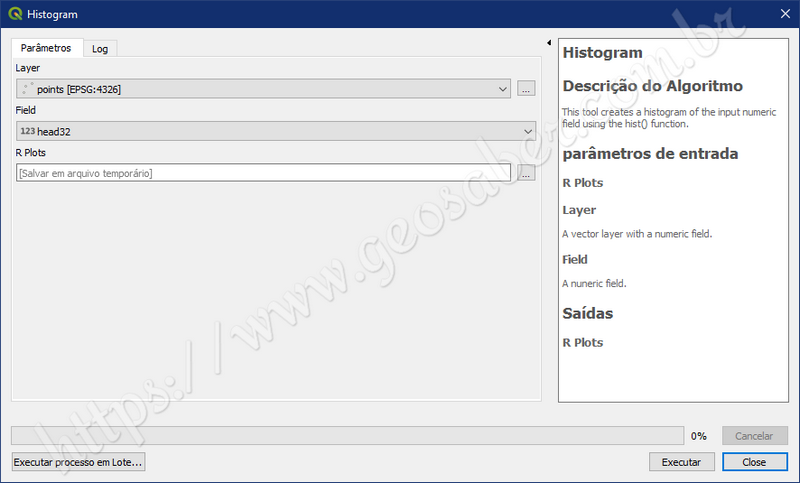 Histogram
Parâmetros
Log
Layer
points [EPSG:4326]
...
Field
123 head32
R Plots
[Salvar em arquivo temporário]
...
Histogram
Descrição do Algoritmo
This tool creates a histogram of the input numeric
field using the hist() function.
parâmetros de entrada
R Plots
Layer
A vector layer with a numeric field.
Field
A nuneric field.
Saídas
R Plots
0%
Cancelar
Executar processo em Lote...
Executar
Close
https://www.geosaber.com.br